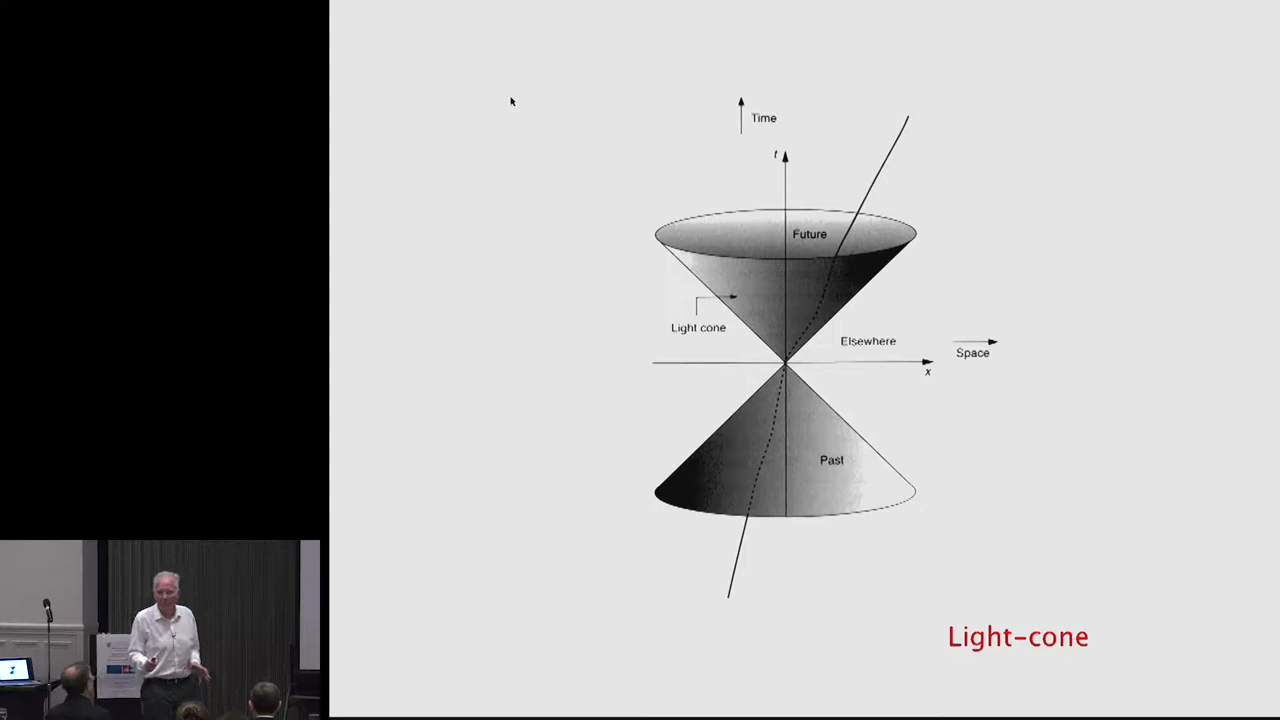 Time
t
Future
Light cone
Elsewhere
Space
x
Past
Light-cone